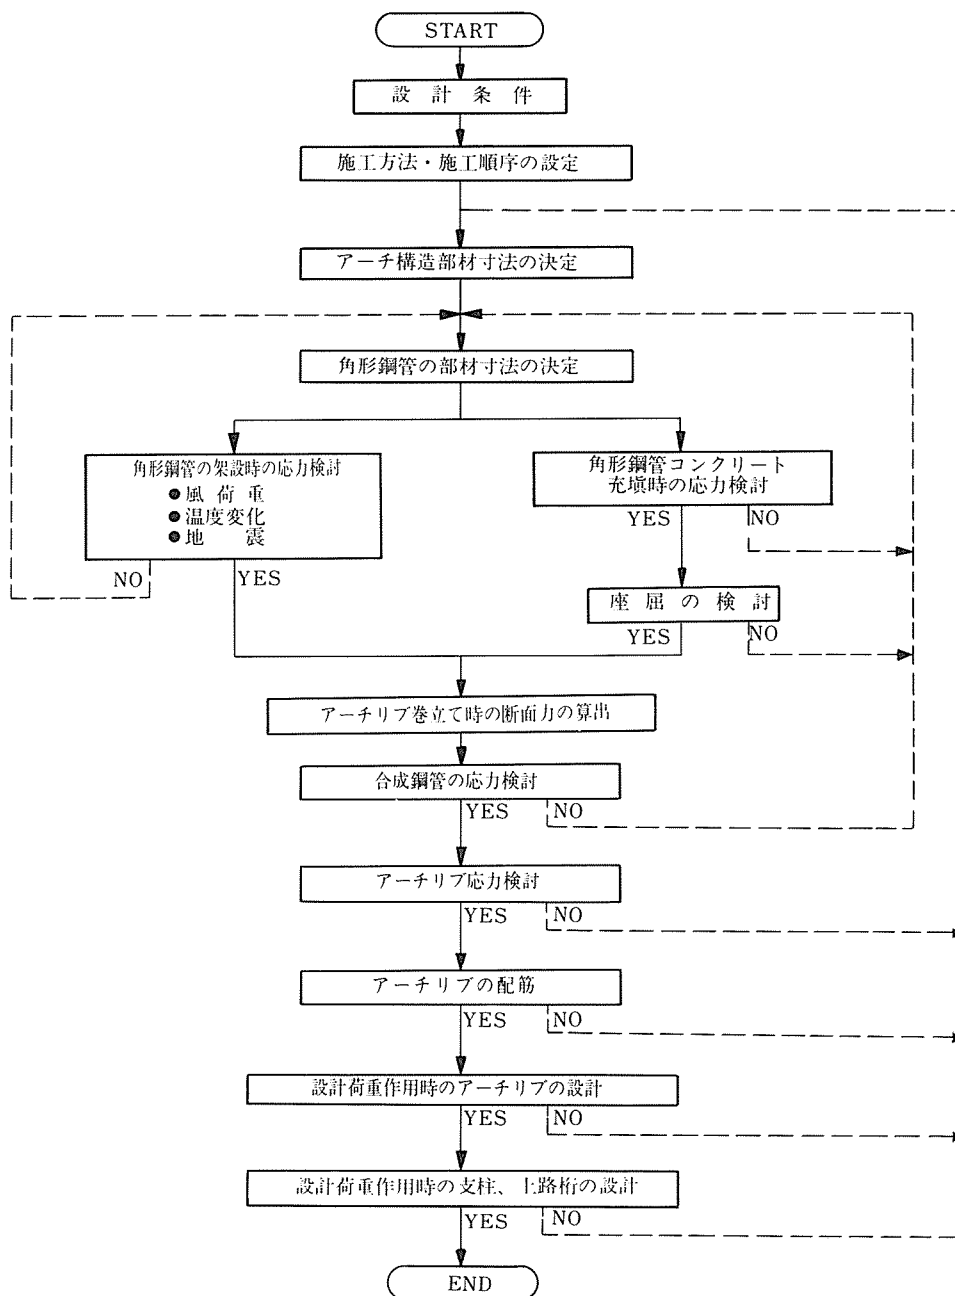 START
設計条件
施工方法・施工順序の設定
アーチ構造部材寸法の決定
角形鋼管の部材寸法の決定
角形鋼管の架設時の応力検討
●風荷重
●温度変化
●地震
NO
YES
角形鋼管コンクリート
充塡時の応力検討
YES
NO
座屈の検討
YES
NO
アーチリブ巻立て時の断面力の算出
合成鋼管の応力検討
YES
NO
アーチリブ応力検討
YES
NO
アーチリブの配筋
YES
NO
設計荷重作用時のアーチリブの設計
YES
NO
設計荷重作用時の支柱、上路桁の設計
YES
NO
END